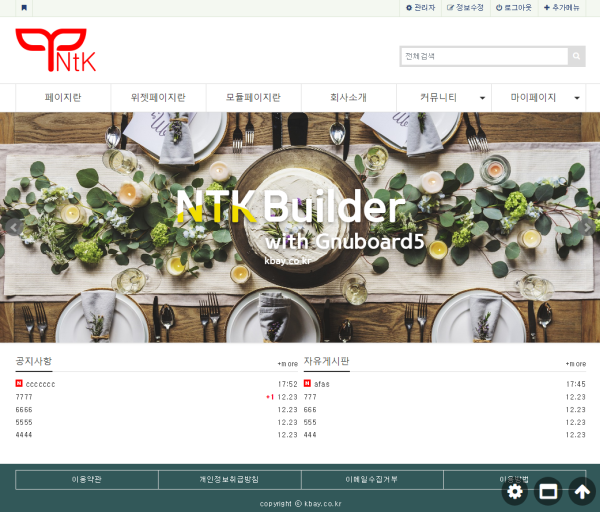 관리자 정보수정 로그아웃 추가메뉴
NtK
전체검색
페이지란 위젯페이지란 모듈페이지란 회사소개 커뮤니티 마이페이지
NTK Builder
with Gnuboard5
kbay.co.kr
공지사항 +more
N ccccccc 17:52
7777 +1 12.23
6666 12.23
5555 12.23
4444 12.23
자유게시판 +more
N afas 17:45
777 12.23
666 12.23
555 12.23
444 12.23
이용약관 개인정보취급방침 이메일수집거부
copyright ⓒ kbay.co.kr